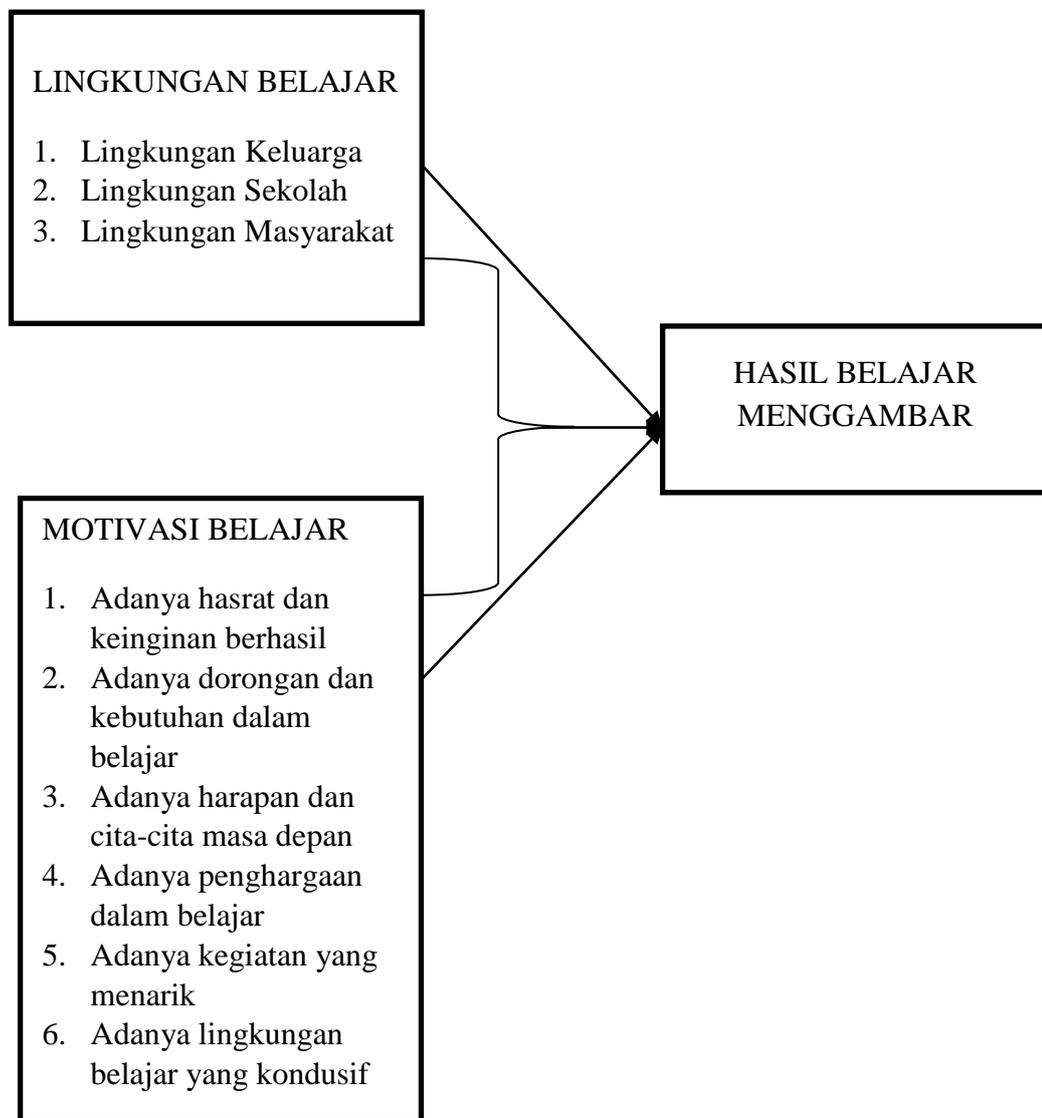 LINGKUNGAN BELAJAR
1. Lingkungan Keluarga
2. Lingkungan Sekolah
3. Lingkungan Masyarakat
HASIL BELAJAR
MENGGAMBAR
MOTIVASI BELAJAR
1. Adanya hasrat dan
keinginan berhasil
2. Adanya dorongan dan
kebutuhan dalam
belajar
3. Adanya harapan dan
cita-cita masa depan
4. Adanya penghargaan
dalam belajar
5. Adanya kegiatan yang
menarik
6. Adanya lingkungan
belajar yang kondusif